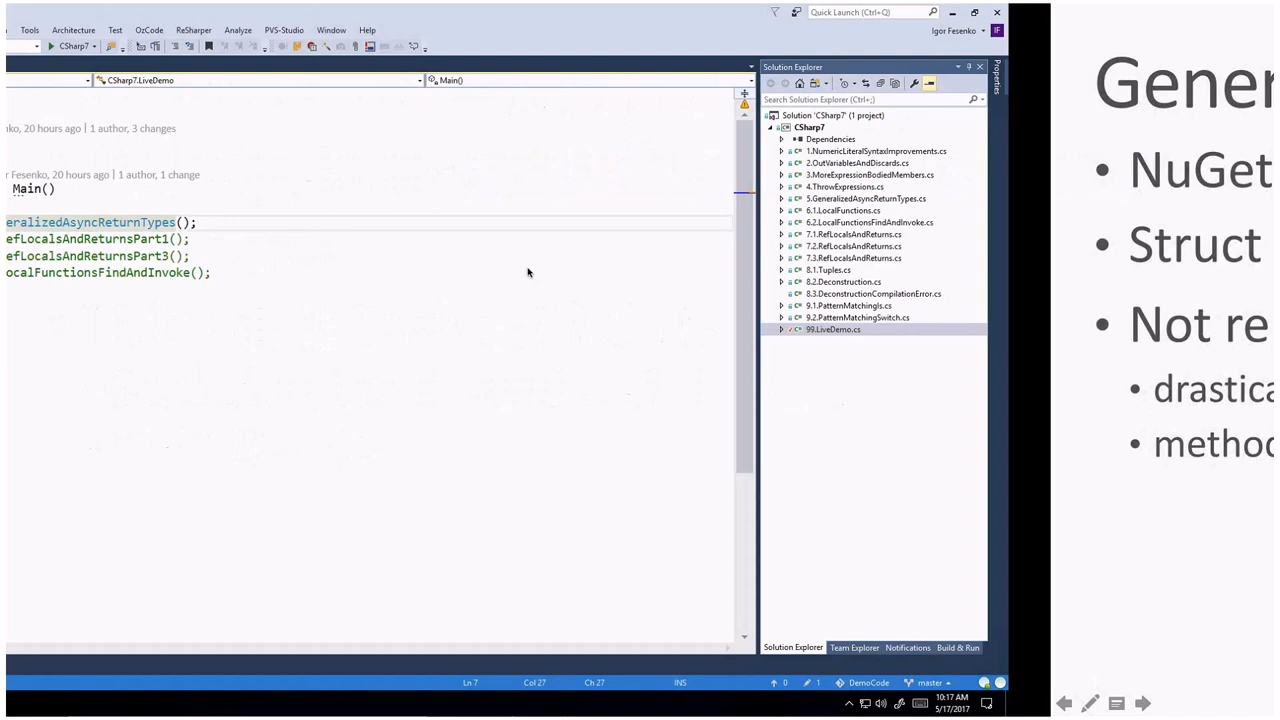 Quick Launch (Ctrl+Q)
Tools Architecture Test OzCode ReSharper Analyze PVS-Studio Window Help
Igor Fesenko IF
CSharp7
CSharp7.LiveDemo Main()
nko, 20 hours ago | 1 author, 3 changes
r Fesenko, 20 hours ago | 1 author, 1 change
Main()
eralizedAsyncReturnTypes();
efLocalsAndReturnsPart1();
efLocalsAndReturnsPart3();
ocalFunctionsFindAndInvoke();
Solution Explorer
Search Solution Explorer (Ctrl+;)
Solution 'CSharp7' (1 project)
CSharp7
Dependencies
1.NumericLiteralSyntaxImprovements.cs
2.OutVariablesAndDiscards.cs
3.MoreExpressionBodiedMembers.cs
4.ThrowExpressions.cs
5.GeneralizedAsyncReturnTypes.cs
6.1.LocalFunctions.cs
6.2.LocalFunctionsFindAndInvoke.cs
7.1.RefLocalsAndReturns.cs
7.2.RefLocalsAndReturns.cs
7.3.RefLocalsAndReturns.cs
8.1.Tuples.cs
8.2.Deconstruction.cs
8.3.DeconstructionCompilationError.cs
9.1.PatternMatchingIs.cs
9.2.PatternMatchingSwitch.cs
99.LiveDemo.cs
Solution Explorer Team Explorer Notifications Build & Run
Properties
Ln 7 Col 27 Ch 27 INS 0 1 DemoCode master
10:17 AM
5/17/2017
Gener
• NuGet
• Struct
• Not re
• drastica
• method